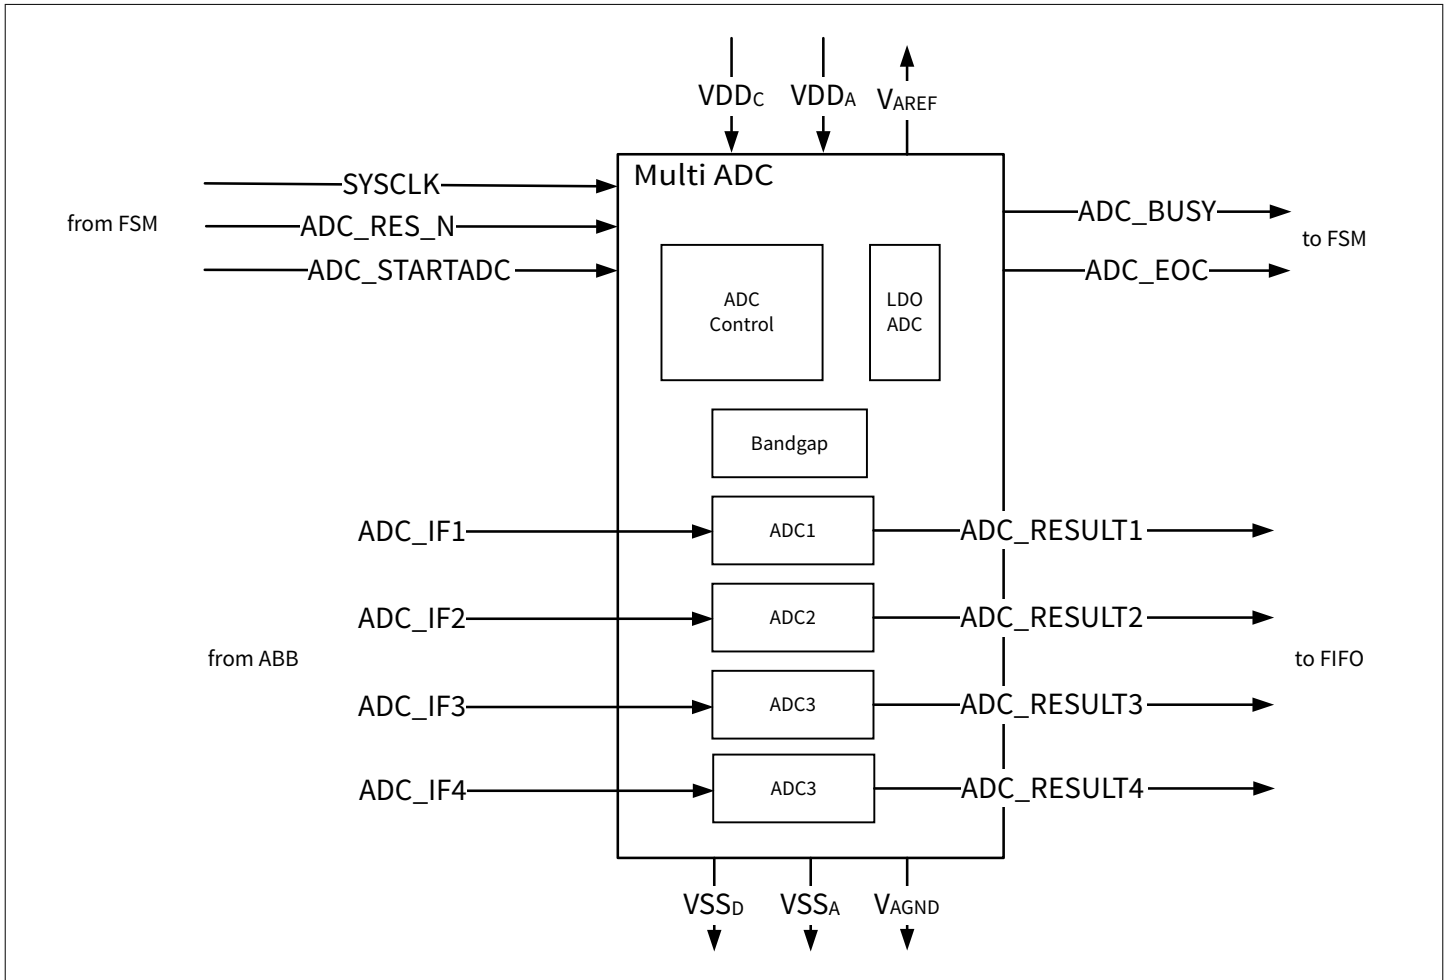 VDDC VDDA VAREF
Multi ADC
SYSCLK
from FSM
ADC_RES_N
ADC_STARTADC
ADC_BUSY
to FSM
ADC_EOC
ADC
Control
LDO
ADC
Bandgap
ADC_IF1 ADC1 ADC_RESULT1
ADC_IF2 ADC2 ADC_RESULT2
from ABB
to FIFO
ADC_IF3 ADC3 ADC_RESULT3
ADC_IF4 ADC3 ADC_RESULT4
VSSD VSSA VAGND